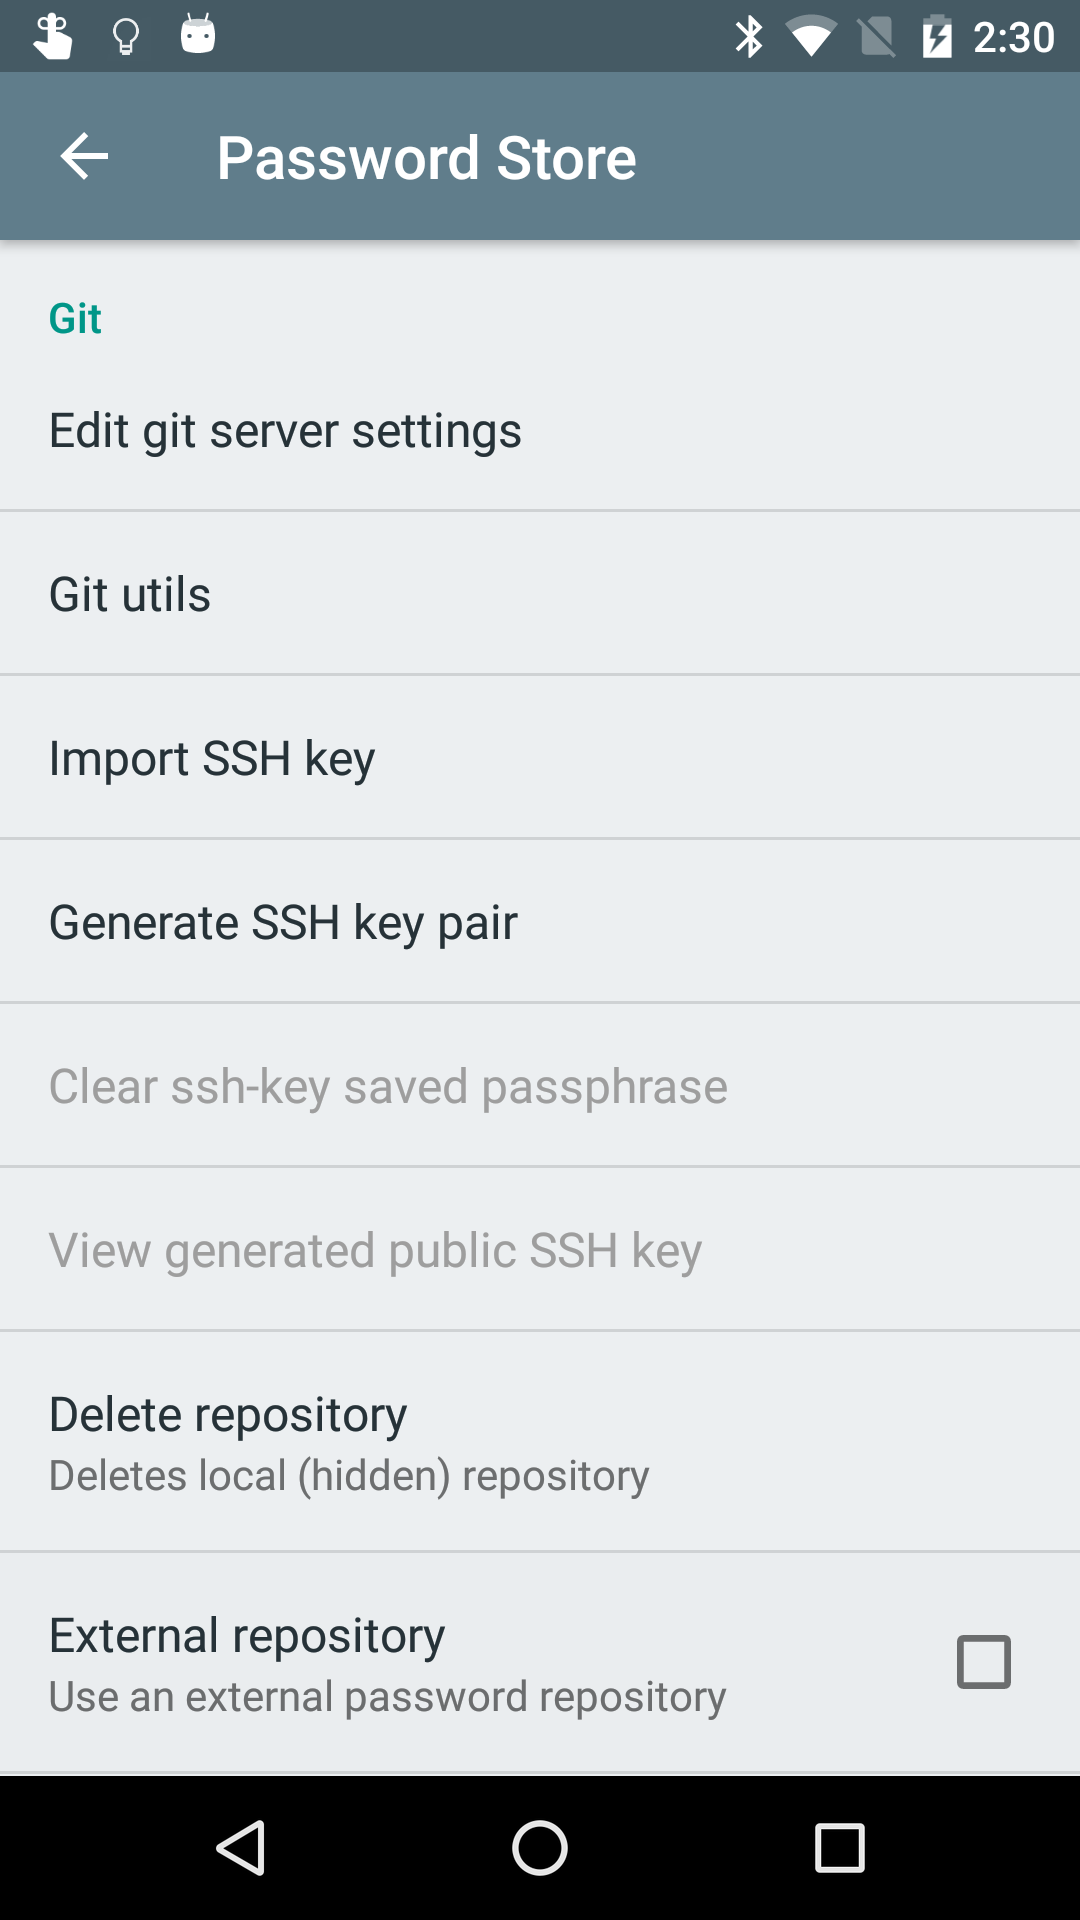 2:30
Password Store
Git
Edit git server settings
Git utils
Import SSH key
Generate SSH key pair
Clear ssh-key saved passphrase
View generated public SSH key
Delete repository
Deletes local (hidden) repository
External repository
Use an external password repository